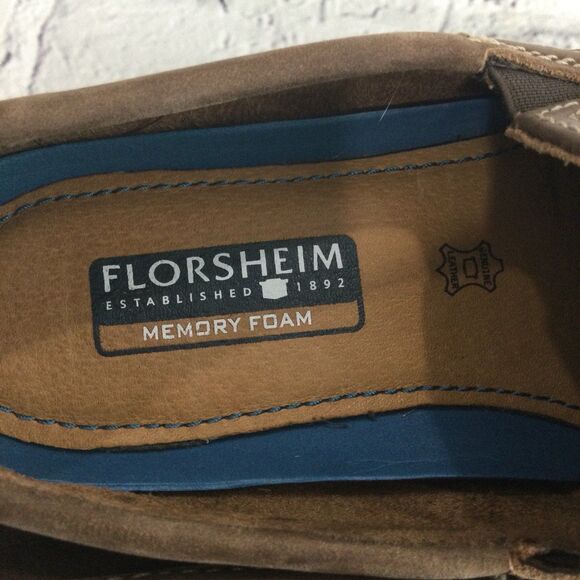 FLORSHEIM
ESTABLISHED 1892
MEMORY FOAM
GENUINE
LEATHER